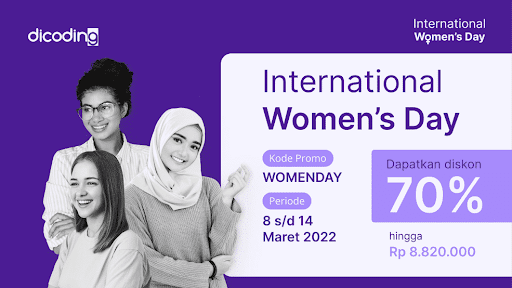 dicoding
International
Women's Day
International
Women's Day
Kode Promo
WOMENDAY
Periode
8 s/d 14
Maret 2022
Dapatkan diskon
70%
hingga
Rp 8.820.000